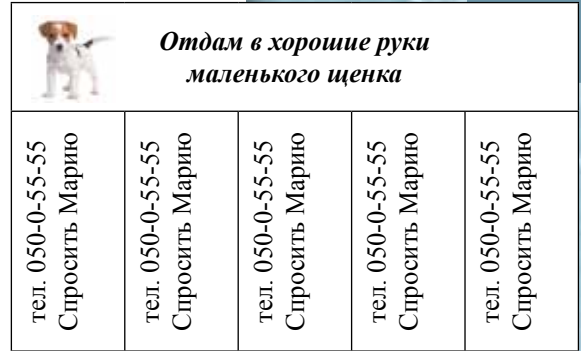 Отдам в хорошие руки
маленького щенка
тел. 050-0-55-55
Спросить Марию
тел. 050-0-55-55
Спросить Марию
тел. 050-0-55-55
Спросить Марию
тел. 050-0-55-55
Спросить Марию
тел. 050-0-55-55
Спросить Марию